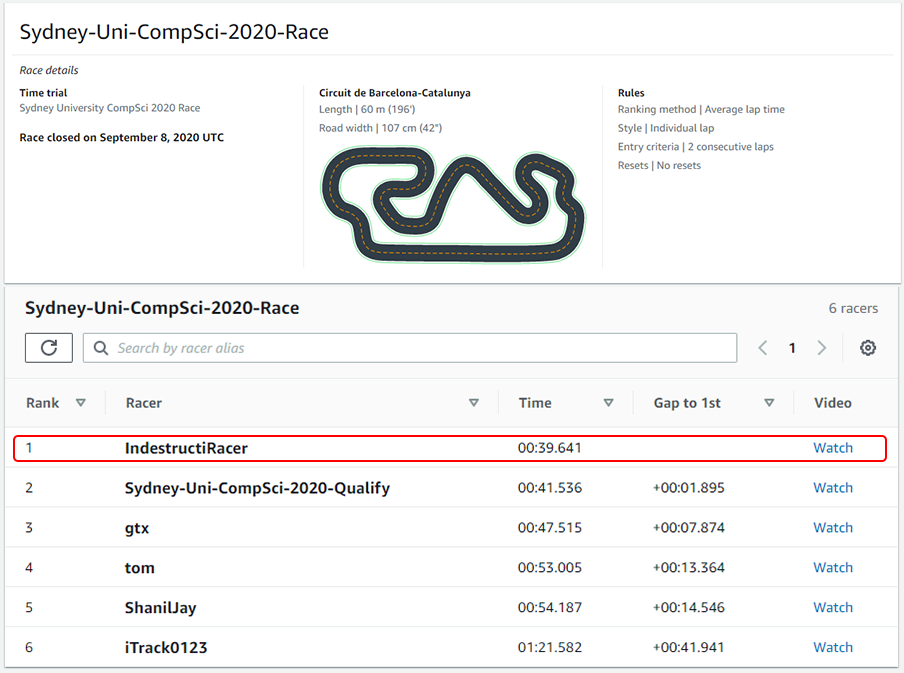 Sydney-Uni-CompSci-2020-Race
Race details
Time trial
Sydney University CompSci 2020 Race
Race closed on September 8, 2020 UTC
Circuit de Barcelona-Catalunya
Length | 60 m (196')
Road width | 107 cm (42")
Rules
Ranking method | Average lap time
Style | Individual lap
Entry criteria | 2 consecutive laps
Resets | No resets
Sydney-Uni-CompSci-2020-Race
6 racers
Search by racer alias
1
Rank Racer Time Gap to 1st Video
1 IndestructiRacer 00:39.641 Watch
2 Sydney-Uni-CompSci-2020-Qualify 00:41.536 +00:01.895 Watch
3 gtx 00:47.515 +00:07.874 Watch
4 tom 00:53.005 +00:13.364 Watch
5 ShanilJay 00:54.187 +00:14.546 Watch
6 iTrack0123 01:21.582 +00:41.941 Watch